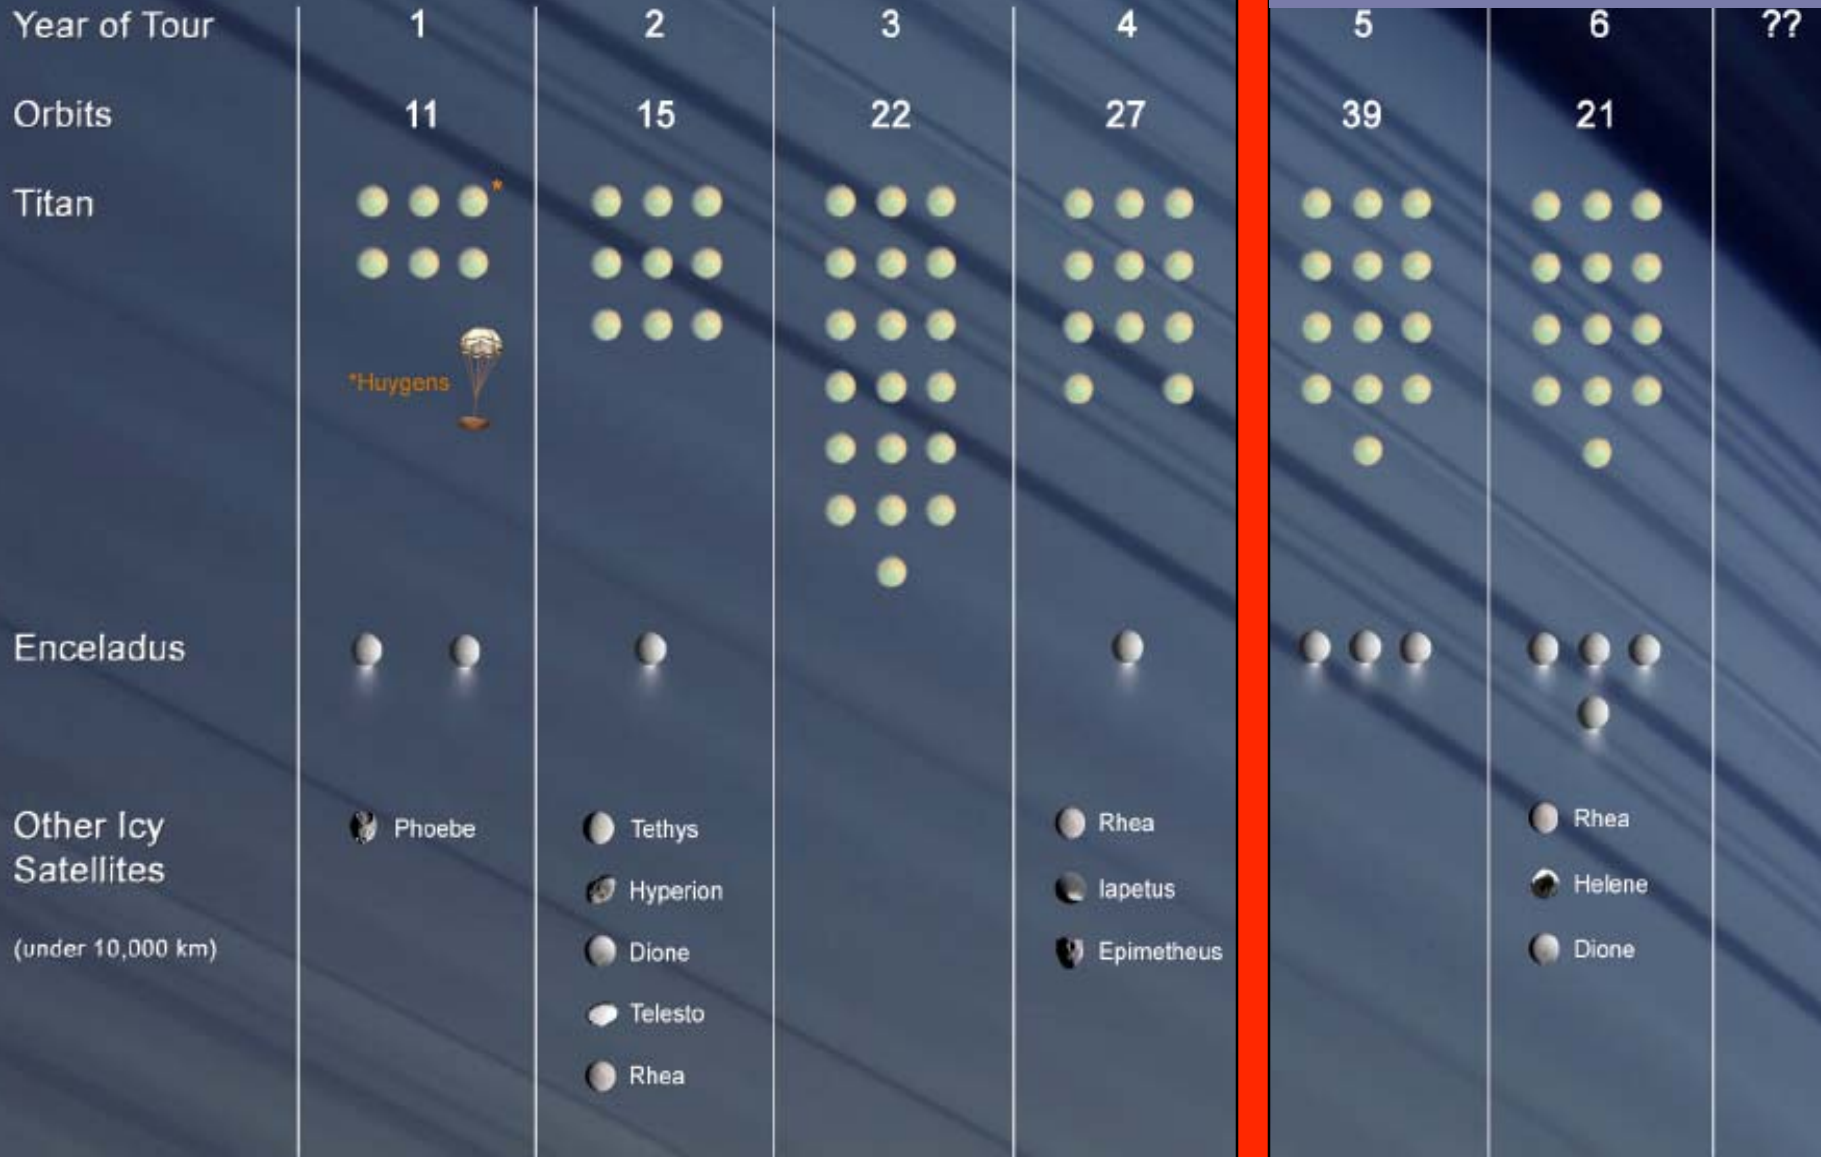 Year of Tour 1 2 3 4 5 6 ??
Orbits 11 15 22 27 39 21
Titan *
*Huygens
Enceladus
Other Icy
Satellites
(under 10,000 km)
Phoebe
Tethys
Hyperion
Dione
Telesto
Rhea
Rhea
Iapetus
Epimetheus
Rhea
Helene
Dione